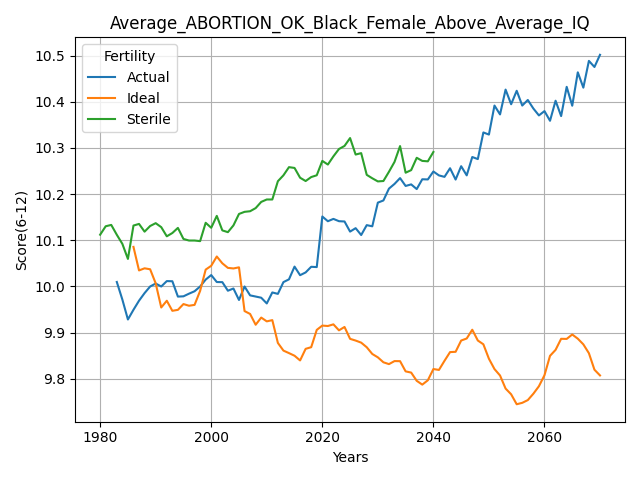 Average_ABORTION_OK_Black_Female_Above_Average_IQ
Fertility
Actual
Ideal
Sterile
Score(6-12)
10.5
10.4
10.3
10.2
10.1
10.0
9.9
9.8
1980
2000
2020
2040
2060
Years